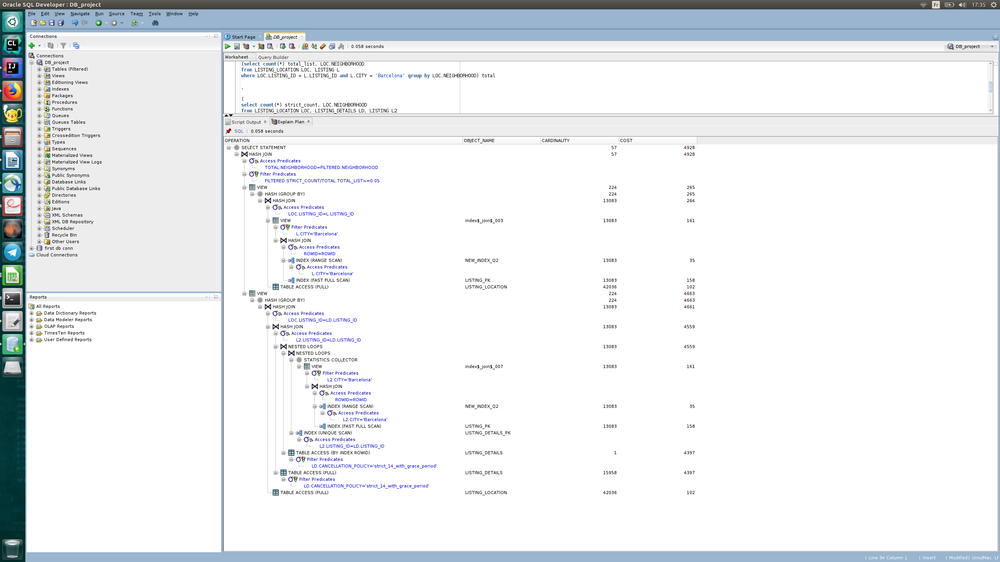 Oracle SQL Developer : DB_project
Fr
17:35
File Edit View Navigate Run Source Team Tools Window Help
Connections
Connections
DB_project
Tables (Filtered)
Views
Editioning Views
Indexes
Packages
Procedures
Functions
Queues
Queues Tables
Triggers
Crossedition Triggers
Types
Sequences
Materialized Views
Materialized View Logs
Synonyms
Public Synonyms
Database Links
Public Database Links
Directories
Editions
Java
XML Schemas
XML DB Repository
Scheduler
Recycle Bin
Other Users
first db conn
Cloud Connections
Reports
All Reports
Data Dictionary Reports
Data Modeler Reports
OLAP Reports
TimesTen Reports
User Defined Reports
CL
IJ
Start Page
DB_project
0.058 seconds
DB_project
Worksheet Query Builder
(select count(*) total_list, LOC.NEIGHBORHOOD
from LISTING_LOCATION LOC, LISTING L
where LOC.LISTING_ID = L.LISTING_ID and L.CITY = 'Barcelona' group by LOC.NEIGHBORHOOD) total
,
(
select count(*) strict_count, LOC.NEIGHBORHOOD
from LISTING_LOCATION LOC, LISTING_DETAILS LD, LISTING L2
Script Output x Explain Plan x
SQL | 0.058 seconds
OPERATION OBJECT_NAME CARDINALITY COST
SELECT STATEMENT 57 4928
HASH JOIN 57 4928
Access Predicates
TOTAL.NEIGHBORHOOD=FILTERED.NEIGHBORHOOD
Filter Predicates
FILTERED.STRICT_COUNT/TOTAL.TOTAL_LIST>=0.05
VIEW 224 265
HASH (GROUP BY) 224 265
HASH JOIN 13083 264
Access Predicates
LOC.LISTING_ID=L.LISTING_ID
VIEW index$_join$_003 13083 161
Filter Predicates
L.CITY='Barcelona'
HASH JOIN
Access Predicates
ROWID=ROWID
INDEX (RANGE SCAN) NEW_INDEX_Q2 13083 35
Access Predicates
L.CITY='Barcelona'
INDEX (FAST FULL SCAN) LISTING_PK 13083 158
TABLE ACCESS (FULL) LISTING_LOCATION 42036 102
VIEW 224 4663
HASH (GROUP BY) 224 4663
HASH JOIN 13083 4661
Access Predicates
LOC.LISTING_ID=LD.LISTING_ID
HASH JOIN 13083 4559
Access Predicates
L2.LISTING_ID=LD.LISTING_ID
NESTED LOOPS 13083 4559
NESTED LOOPS
STATISTICS COLLECTOR
VIEW index$_join$_007 13083 161
Filter Predicates
L2.CITY='Barcelona'
HASH JOIN
Access Predicates
ROWID=ROWID
INDEX (RANGE SCAN) NEW_INDEX_Q2 13083 35
Access Predicates
L2.CITY='Barcelona'
INDEX (FAST FULL SCAN) LISTING_PK 13083 158
INDEX (UNIQUE SCAN) LISTING_DETAILS_PK
Access Predicates
L2.LISTING_ID=LD.LISTING_ID
TABLE ACCESS (BY INDEX ROWID) LISTING_DETAILS 1 4397
Filter Predicates
LD.CANCELLATION_POLICY='strict_14_with_grace_period'
TABLE ACCESS (FULL) LISTING_DETAILS 15958 4397
Filter Predicates
LD.CANCELLATION_POLICY='strict_14_with_grace_period'
TABLE ACCESS (FULL) LISTING_LOCATION 42036 102
| Line 34 Column 1 | Insert | Modified| Unix/Mac: LF